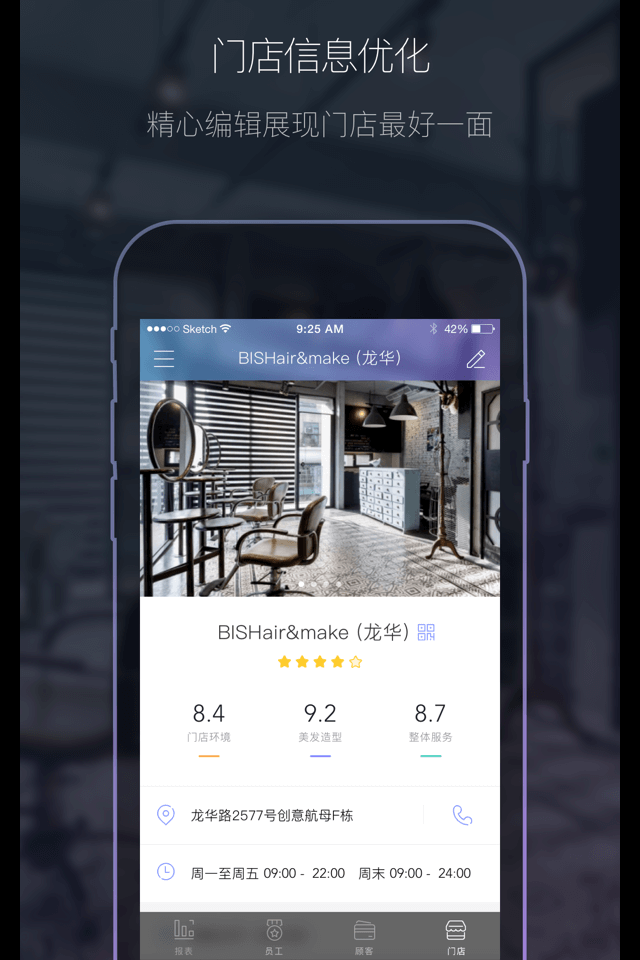 门店信息优化
精心编辑展现门店最好一面
Sketch 9:25 AM 42%
BISHair&make (龙华)
BISHair&make (龙华)
8.4 9.2 8.7
门店环境 美发造型 整体服务
龙华路2577号创意航母F栋
周一至周五 09:00 - 22:00 周末 09:00 - 24:00
报表 员工 顾客 门店